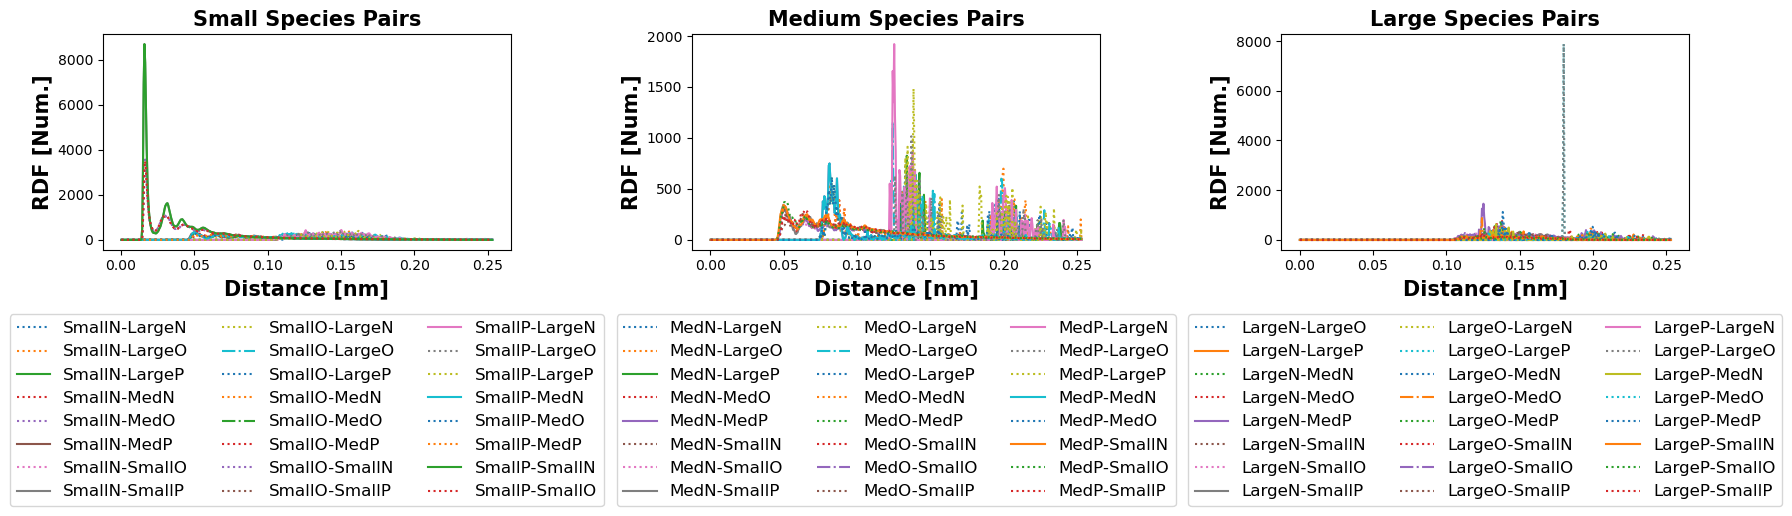 Small Species Pairs
RDF [Num.]
8000
6000
4000
2000
0
0.00 0.05 0.10 0.15 0.20 0.25
Distance [nm]
SmallN-LargeN SmallO-LargeN SmallP-LargeN
SmallN-LargeO SmallO-LargeO SmallP-LargeO
SmallN-LargeP SmallO-LargeP SmallP-LargeP
SmallN-MedN SmallO-MedN SmallP-MedN
SmallN-MedO SmallO-MedO SmallP-MedO
SmallN-MedP SmallO-MedP SmallP-MedP
SmallN-SmallO SmallO-SmallN SmallP-SmallN
SmallN-SmallP SmallO-SmallP SmallP-SmallO
Medium Species Pairs
RDF [Num.]
2000
1500
1000
500
0
0.00 0.05 0.10 0.15 0.20 0.25
Distance [nm]
MedN-LargeN MedO-LargeN MedP-LargeN
MedN-LargeO MedO-LargeO MedP-LargeO
MedN-LargeP MedO-LargeP MedP-LargeP
MedN-MedO MedO-MedN MedP-MedN
MedN-MedP MedO-MedP MedP-MedO
MedN-SmallN MedO-SmallN MedP-SmallN
MedN-SmallO MedO-SmallO MedP-SmallO
MedN-SmallP MedO-SmallP MedP-SmallP
Large Species Pairs
RDF [Num.]
8000
6000
4000
2000
0
0.00 0.05 0.10 0.15 0.20 0.25
Distance [nm]
LargeN-LargeO LargeO-LargeN LargeP-LargeN
LargeN-LargeP LargeO-LargeP LargeP-LargeO
LargeN-MedN LargeO-MedN LargeP-MedN
LargeN-MedO LargeO-MedO LargeP-MedO
LargeN-MedP LargeO-MedP LargeP-MedP
LargeN-SmallN LargeO-SmallN LargeP-SmallN
LargeN-SmallO LargeO-SmallO LargeP-SmallO
LargeN-SmallP LargeO-SmallP LargeP-SmallP